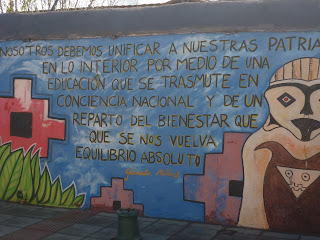 NOSOTROS DEBEMOS UNIFICAR A NUESTRAS PATRIA
EN LO INTERIOR POR MEDIO DE UNA
EDUCACIÓN QUE SE TRASMUTE EN
CONCIENCIA NACIONAL Y DE UN
REPARTO DEL BIENESTAR QUE
QUE SE NOS VUELVA
EQUILIBRIO ABSOLUTO